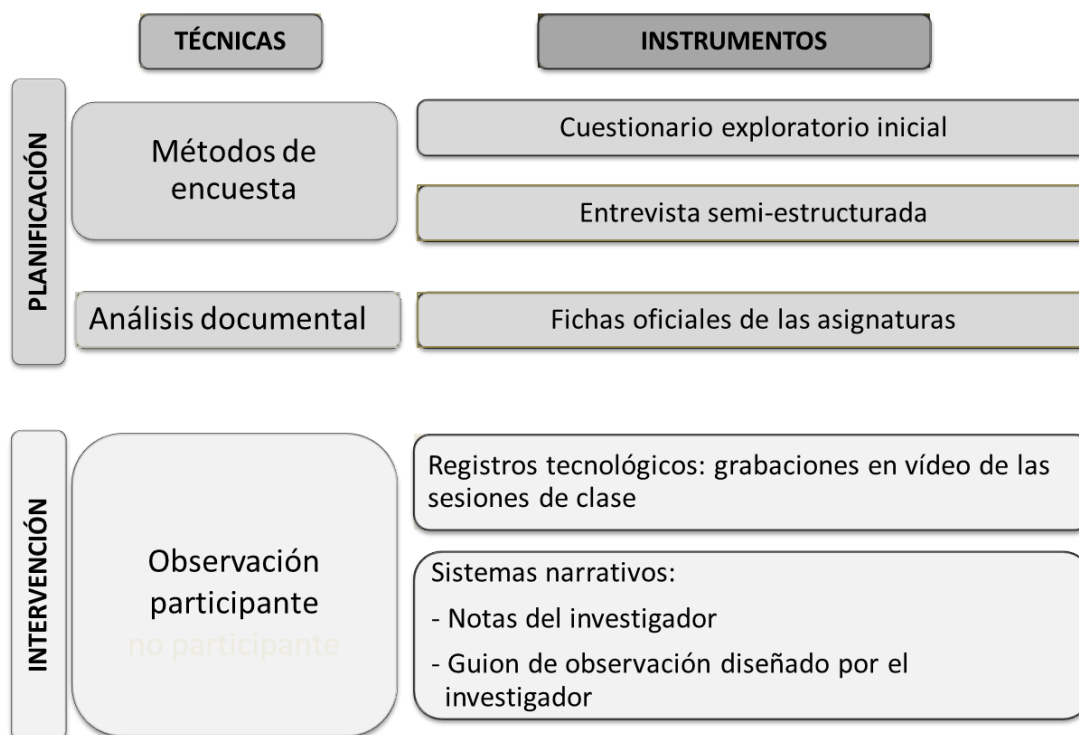 TÉCNICAS
INSTRUMENTOS
PLANIFICACIÓN
Métodos de
encuesta
Cuestionario exploratorio inicial
Entrevista semi-estructurada
Análisis documental
Fichas oficiales de las asignaturas
INTERVENCIÓN
Observación
participante
no participante
Registros tecnológicos: grabaciones en vídeo de las
sesiones de clase
Sistemas narrativos:
- Notas del investigador
- Guion de observación diseñado por el
investigador